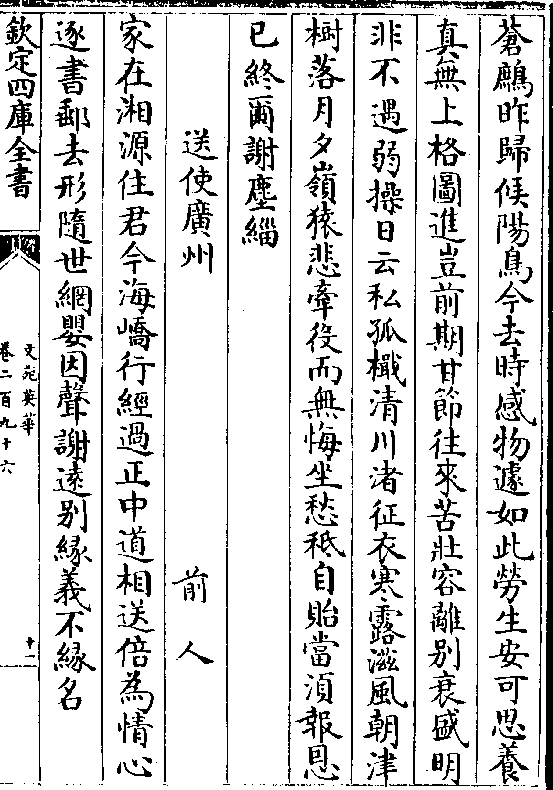 蒼鷹昨歸候陽鳥今去時感物遽如此勞生安可思養
真無上格圖進豈前期甘節往來苦壯容離别衰盛明
非不遇弱操日云私孤檝清川渚征衣寒露滋風朝津
樹落月夕嶺猿悲牽役而無悔坐愁秪自貽當湏報恩
已終爾謝塵緇
送使廣州
前人
家在湘源住君今海嶠行經過正中道相送倍為情心
逐書郵去形隨世網嬰因聲謝遠别緣義不緣名
欽定四庫全書
文苑英華
卷二百九十六
十二